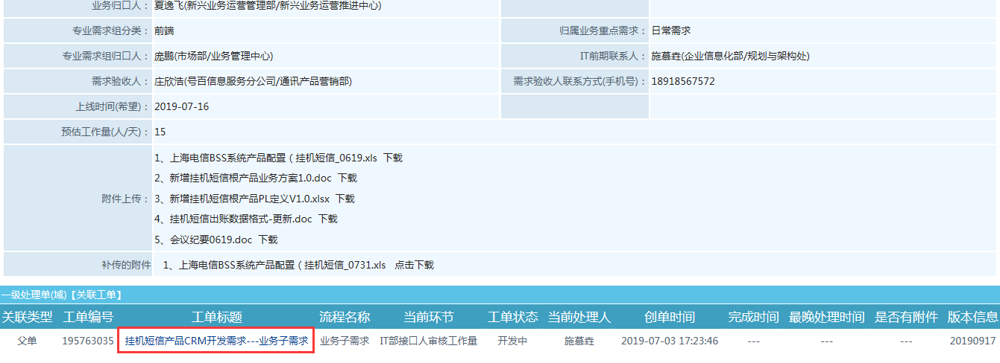 业务归口人： 夏逸飞(新兴业务运营管理部/新兴业务运营推进中心)
专业需求组分类： 前端 归属业务重点需求： 日常需求
专业需求组归口人： 庞鹏(市场部/业务管理中心) IT前期联系人： 施慕垚(企业信息化部/规划与架构处)
需求验收人： 庄欣浩(号百信息服务分公司/通讯产品营销部) 需求验收人联系方式(手机号)： 18918567572
上线时间(希望)： 2019-07-16
预估工作量(人/天)： 15
1、上海电信BSS系统产品配置（挂机短信_0619.xls 下载
2、新增挂机短信根产品业务方案1.0.doc 下载
附件上传： 3、新增挂机短信根产品PL定义V1.0.xlsx 下载
4、挂机短信出账数据格式-更新.doc 下载
5、会议纪要0619.doc 下载
补传的附件 1、上海电信BSS系统产品配置（挂机短信_0731.xls 点击下载
一级处理单(域)【关联工单】
关联类型 工单编号 工单标题 流程名称 当前环节 工单状态 当前处理人 创单时间 完成时间 最晚处理时间 是否有附件 版本信息
父单 195763035 挂机短信产品CRM开发需求---业务子需求 业务子需求 IT部接口人审核工作量 开发中 施慕垚 2019-07-03 17:23:46 --- --- --- 20190917